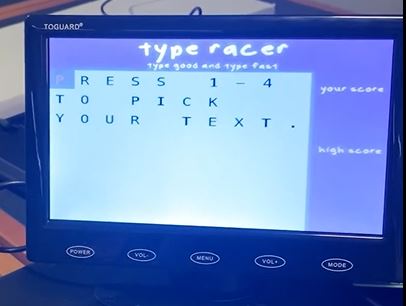 TOGUARD®
type racer
type good and type fast
PRESS 1-4
TO PICK
YOUR TEXT.
your score
high score
POWER
VOL-
MENU
VOL+
MODE